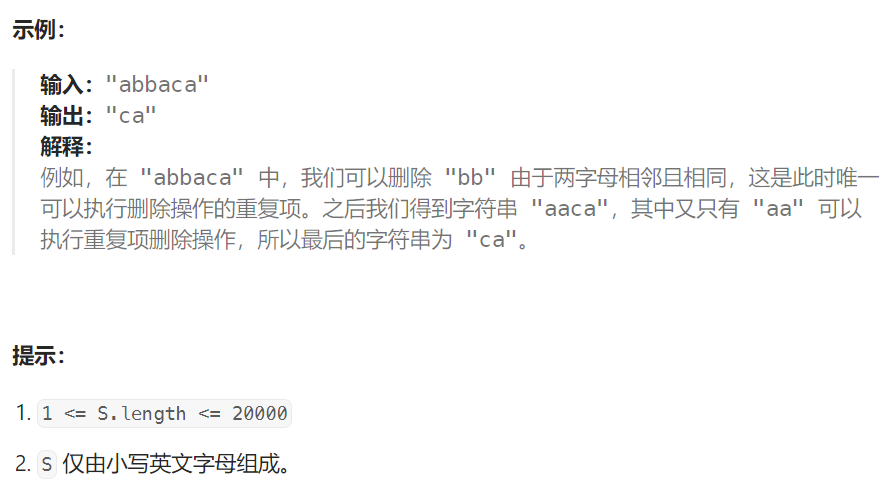 示例：
输入："abbaca"
输出："ca"
解释：
例如，在 "abbaca" 中，我们可以删除 "bb" 由于两字母相邻且相同，这是此时唯一
可以执行删除操作的重复项。之后我们得到字符串 "aaca"，其中又只有 "aa" 可以
执行重复项删除操作，所以最后的字符串为 "ca"。
提示：
1. 1 <= S.length <= 20000
2. S 仅由小写英文字母组成。